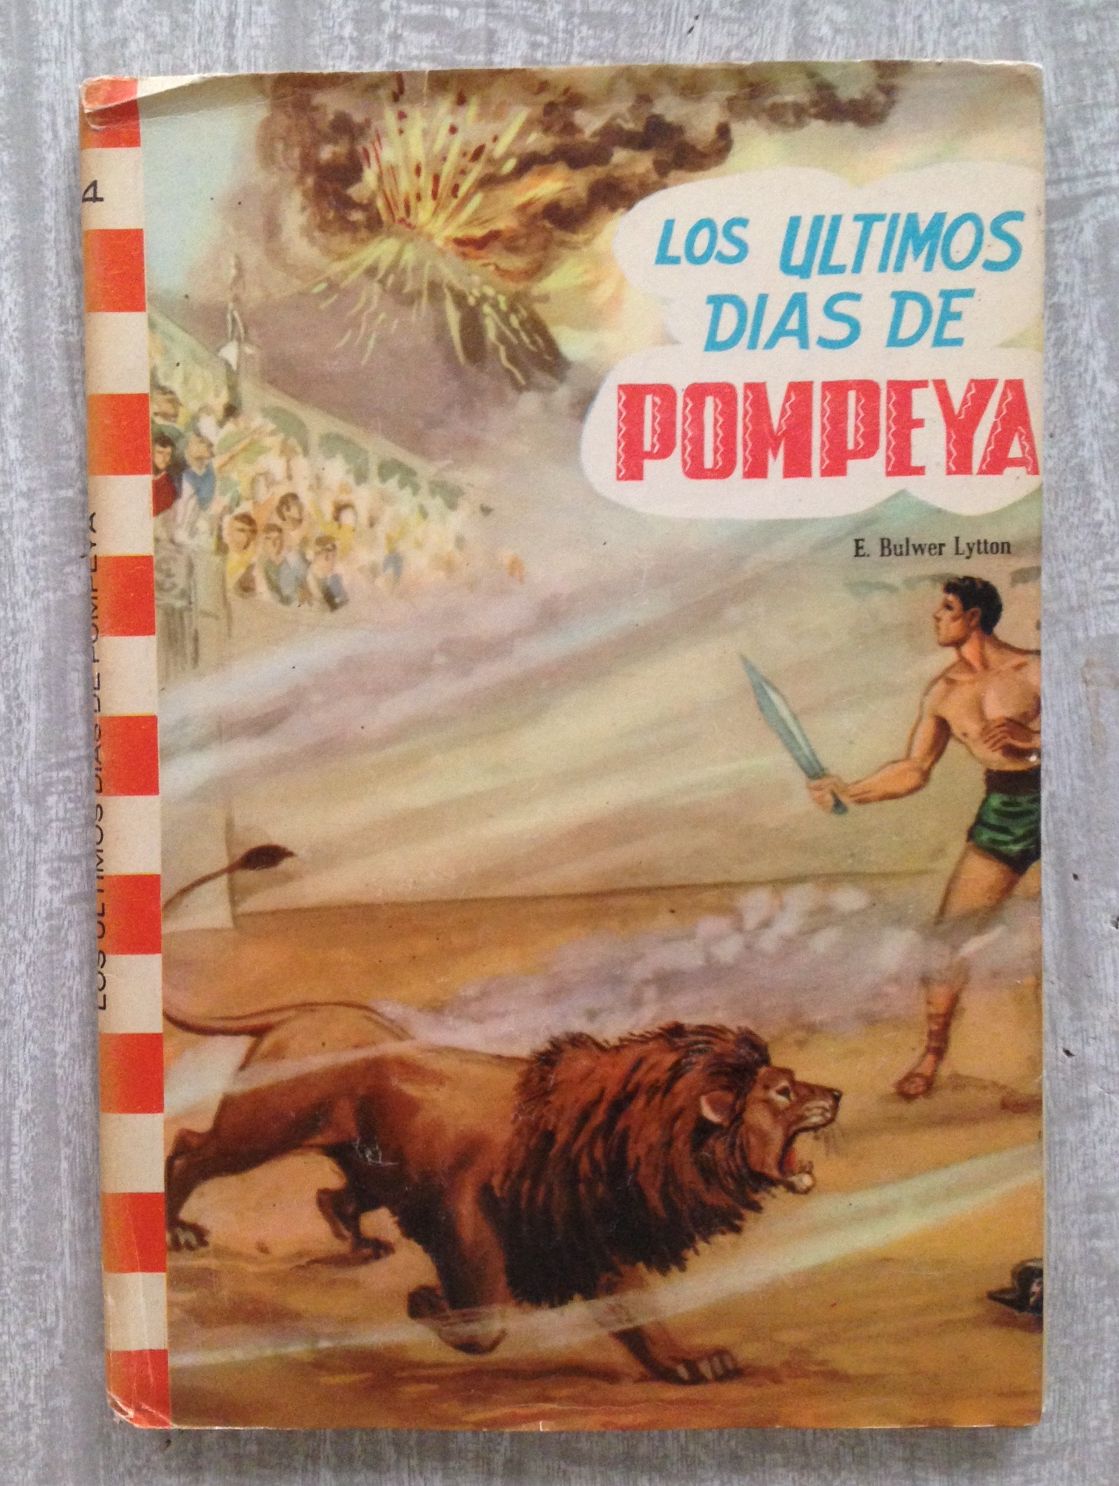 LOS ULTIMOS
DIAS DE
POMPEYA
E. Bulwer Lytton
4
LOS ULTIMOS DIAS DE POMPEYA